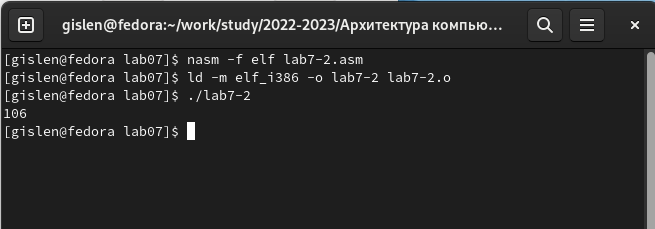 gislen@fedora:~/work/study/2022-2023/Архитектура компью...
[gislen@fedora lab07]$ nasm -f elf lab7-2.asm
[gislen@fedora lab07]$ ld -m elf_i386 -o lab7-2 lab7-2.o
[gislen@fedora lab07]$ ./lab7-2
106
[gislen@fedora lab07]$